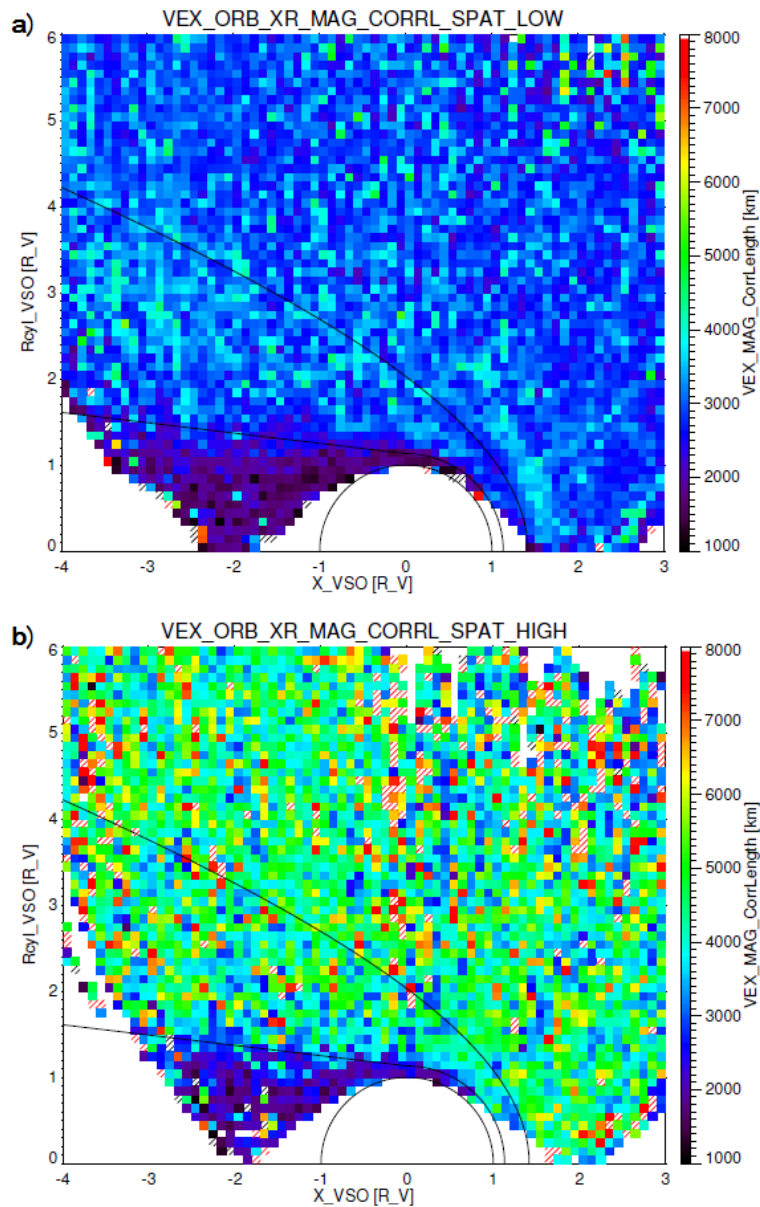 a)
VEX_ORB_XR_MAG_CORRL_SPAT_LOW
6
5
4
3
2
1
0
Rcyl_VSO [R_V]
-4 -3 -2 -1 0 1 2 3
X_VSO [R_V]
8000
7000
6000
5000
4000
3000
2000
1000
VEX_MAG_CorrLength [km]
b)
VEX_ORB_XR_MAG_CORRL_SPAT_HIGH
6
5
4
3
2
1
0
Rcyl_VSO [R_V]
-4 -3 -2 -1 0 1 2 3
X_VSO [R_V]
8000
7000
6000
5000
4000
3000
2000
1000
VEX_MAG_CorrLength [km]